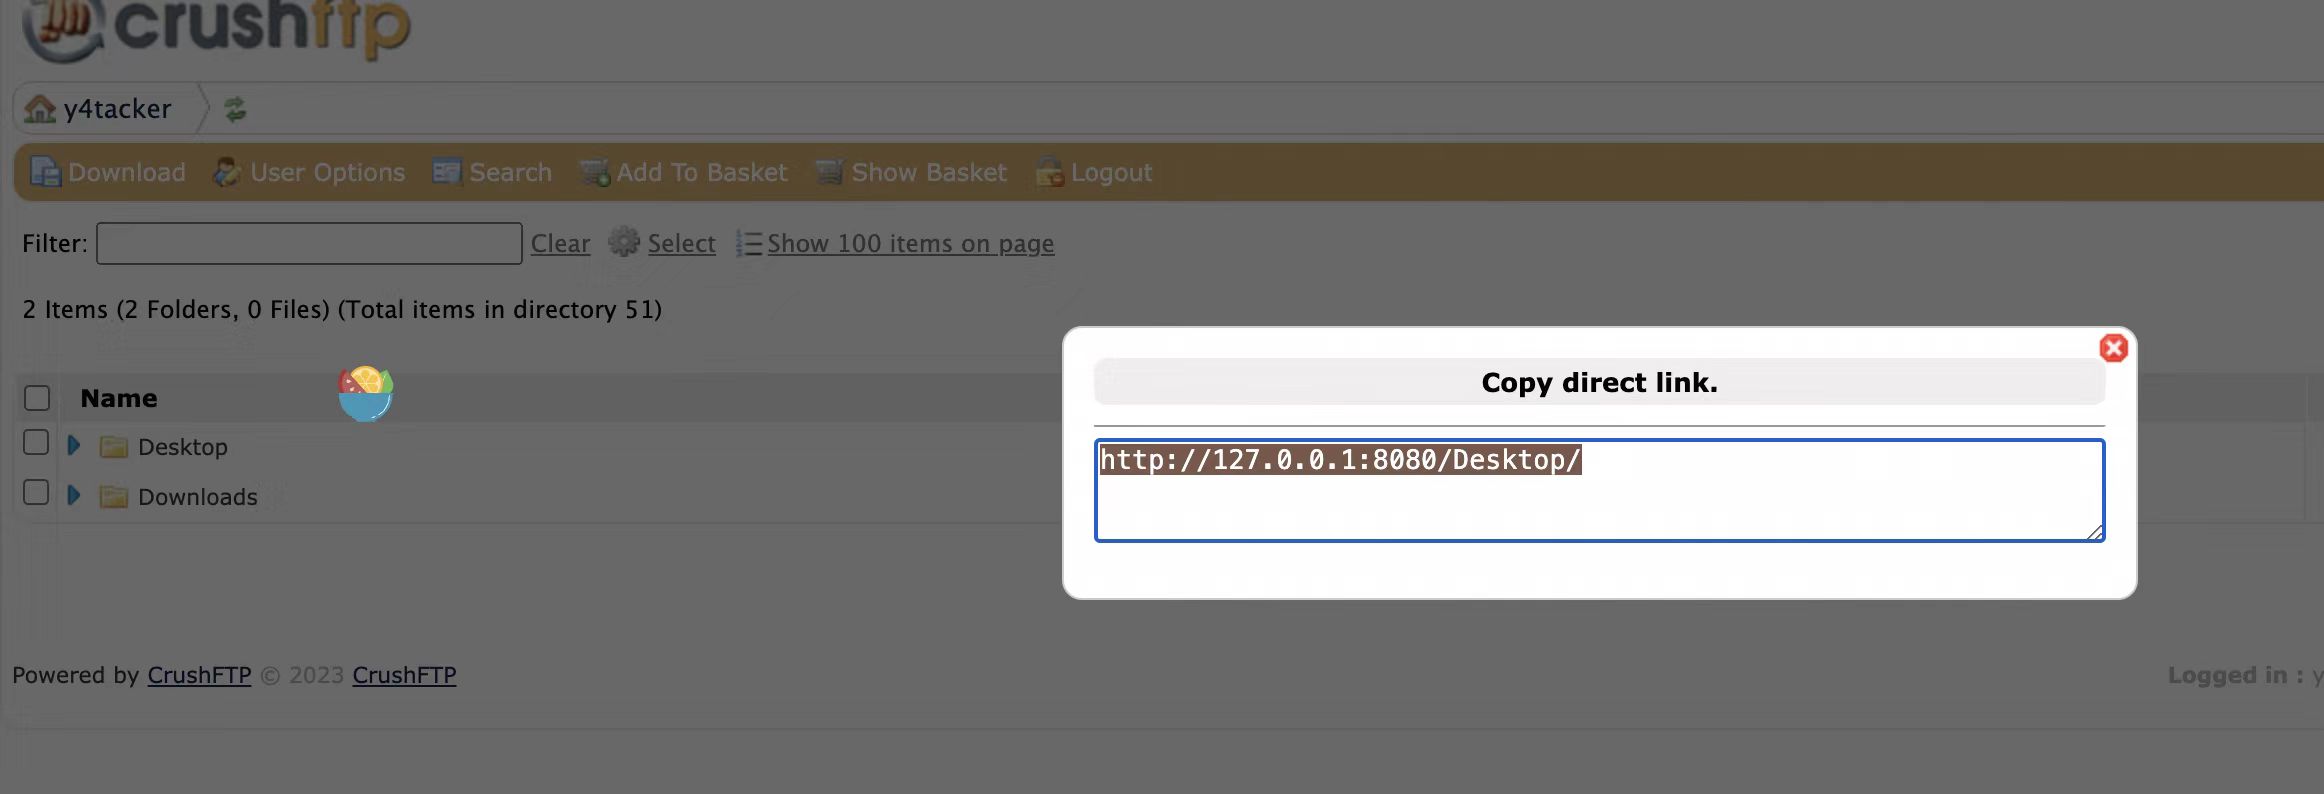 crushftp
y4tacker
Download User Options Search Add To Basket Show Basket Logout
Filter: Clear Select Show 100 items on page
2 Items (2 Folders, 0 Files) (Total items in directory 51)
Copy direct link.
Name
http://127.0.0.1:8080/Desktop/
Desktop
Downloads
Powered by CrushFTP © 2023 CrushFTP
Logged in : y